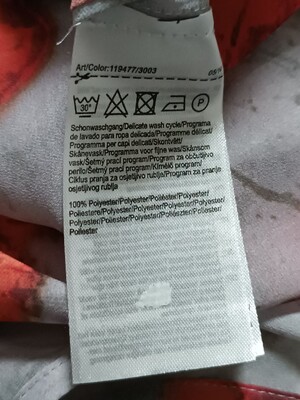 Art/Color:119477/3003
30°
P
Schonwaschgang/Delicate wash cycle/Programa
de lavado para ropa delicada/Programme délicat/
Programma per capi delicati/Skontvätt/
Skånevask/Programma voor fijne was/Skånsom
vask/Šetrný prací program/Program za občutljivo
perilo/Šetrný prací program/Kímélő program/
Ciklus pranja za osjetljivo rublje/Program za pranje
osjetljivog rublja
100% Polyester/Polyester/Poliéster/Polyester/
Poliestere/Polyester/Polyester/Polyester/Polyester/
Polyester/Poliester/Polyester/Poliészter/Poliester/
Poliester